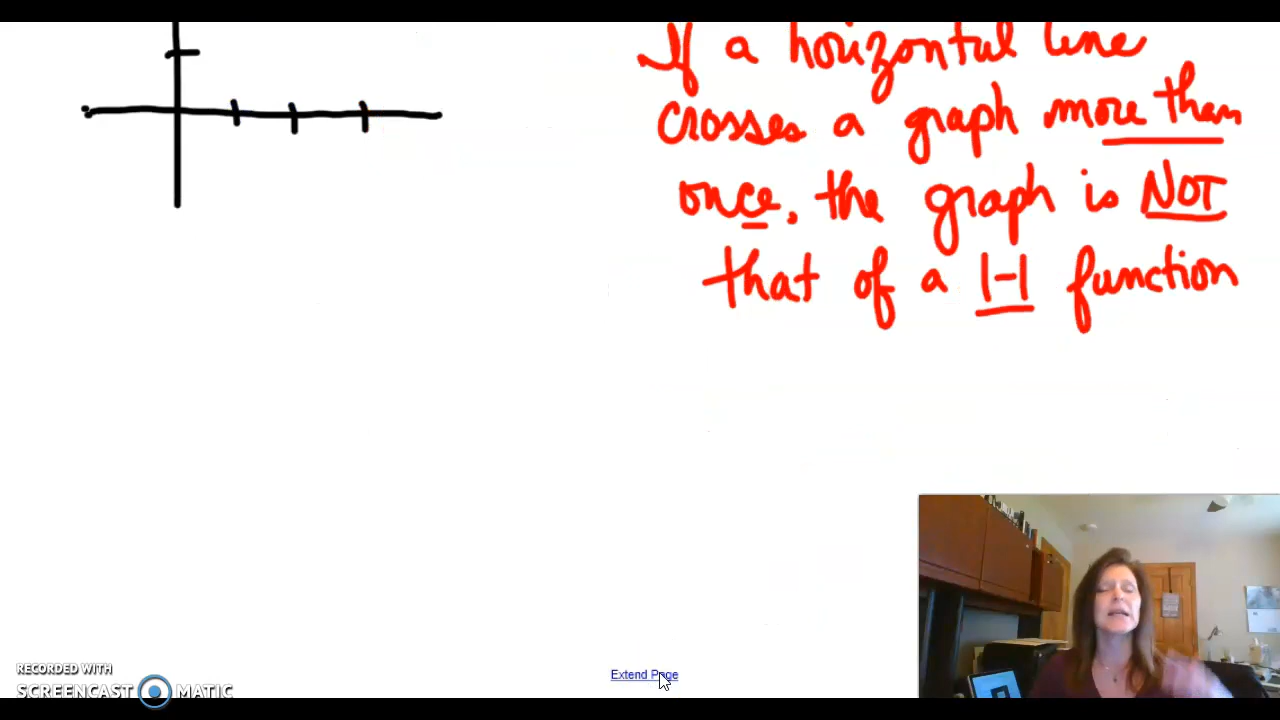 If a horizontal line
crosses a graph more than
once, the graph is NOT
that of a 1-1 function
Extend Page
RECORDED WITH
SCREENCAST MATIC